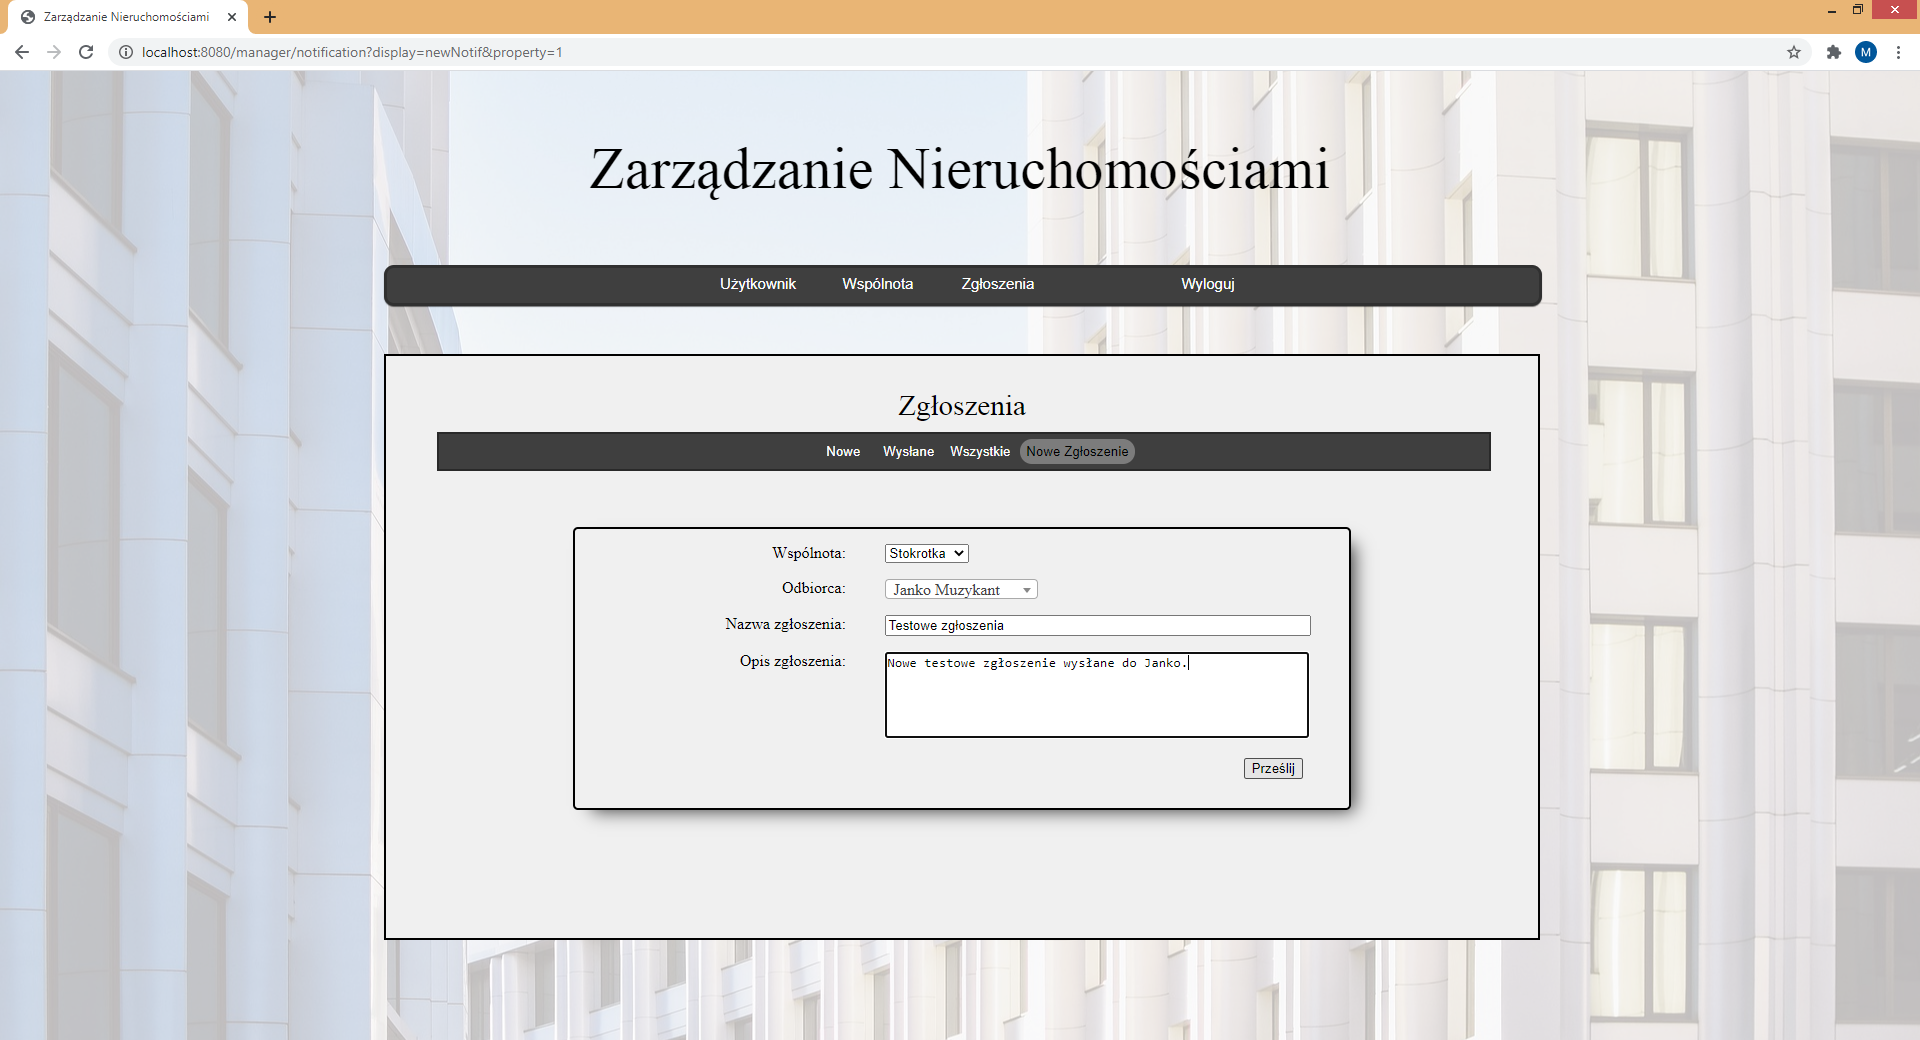 Zarządzanie Nieruchomościami
localhost:8080/manager/notification?display=newNotif&property=1
M
Zarządzanie Nieruchomościami
Użytkownik Wspólnota Zgłoszenia Wyloguj
Zgłoszenia
Nowe Wysłane Wszystkie Nowe Zgłoszenie
Wspólnota: Stokrotka
Odbiorca: Janko Muzykant
Nazwa zgłoszenia: Testowe zgłoszenia
Opis zgłoszenia: Nowe testowe zgłoszenie wysłane do Janko.
Prześlij